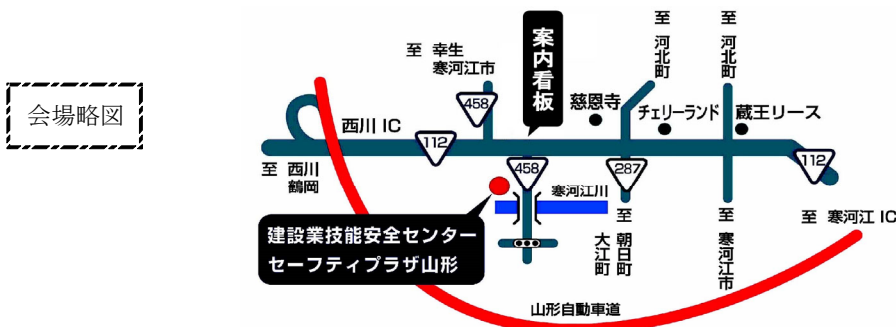 会場略図
至 幸生
寒河江市
案内看板
至 河北町
至 河北町
458
慈恩寺
チェリーランド
蔵王リース
西川 IC
112
至 西川
鶴岡
458
寒河江川
287
112
建設業技能安全センター
セーフティプラザ山形
至 朝日町
大江町
至 寒河江市
至 寒河江 IC
山形自動車道